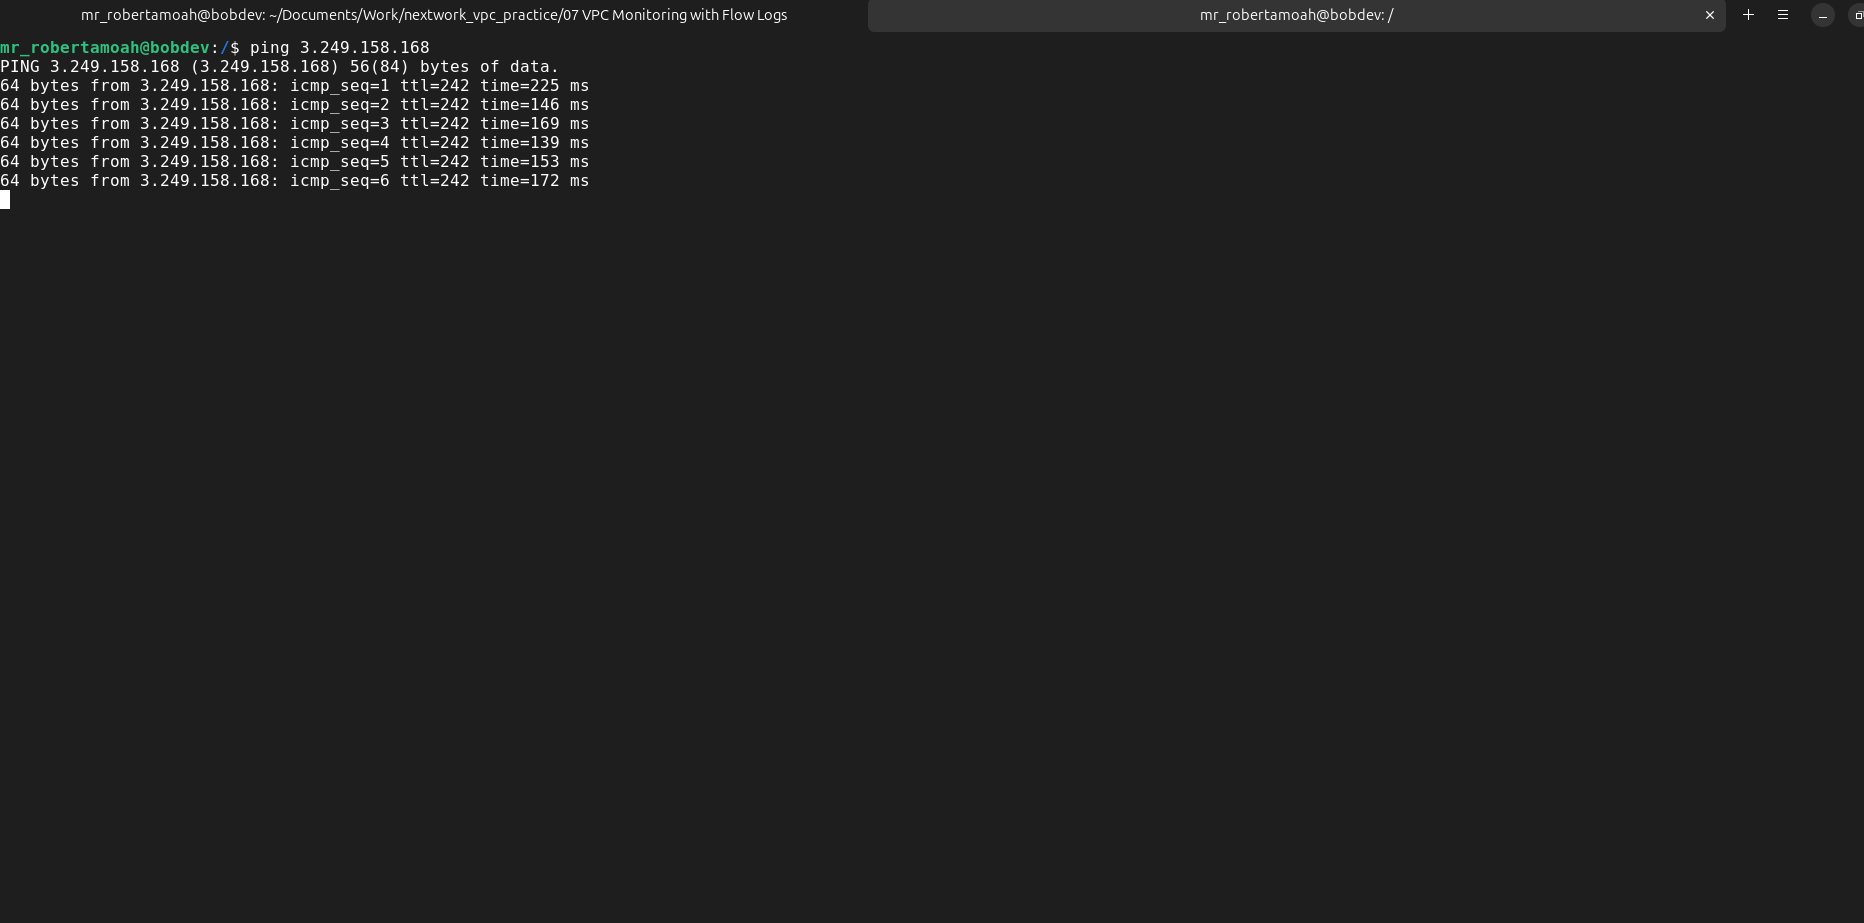 mr_robertamoah@bobdev: ~/Documents/Work/nextwork_vpc_practice/07 VPC Monitoring with Flow Logs
mr_robertamoah@bobdev: /
mr_robertamoah@bobdev:/$ ping 3.249.158.168
PING 3.249.158.168 (3.249.158.168) 56(84) bytes of data.
64 bytes from 3.249.158.168: icmp_seq=1 ttl=242 time=225 ms
64 bytes from 3.249.158.168: icmp_seq=2 ttl=242 time=146 ms
64 bytes from 3.249.158.168: icmp_seq=3 ttl=242 time=169 ms
64 bytes from 3.249.158.168: icmp_seq=4 ttl=242 time=139 ms
64 bytes from 3.249.158.168: icmp_seq=5 ttl=242 time=153 ms
64 bytes from 3.249.158.168: icmp_seq=6 ttl=242 time=172 ms